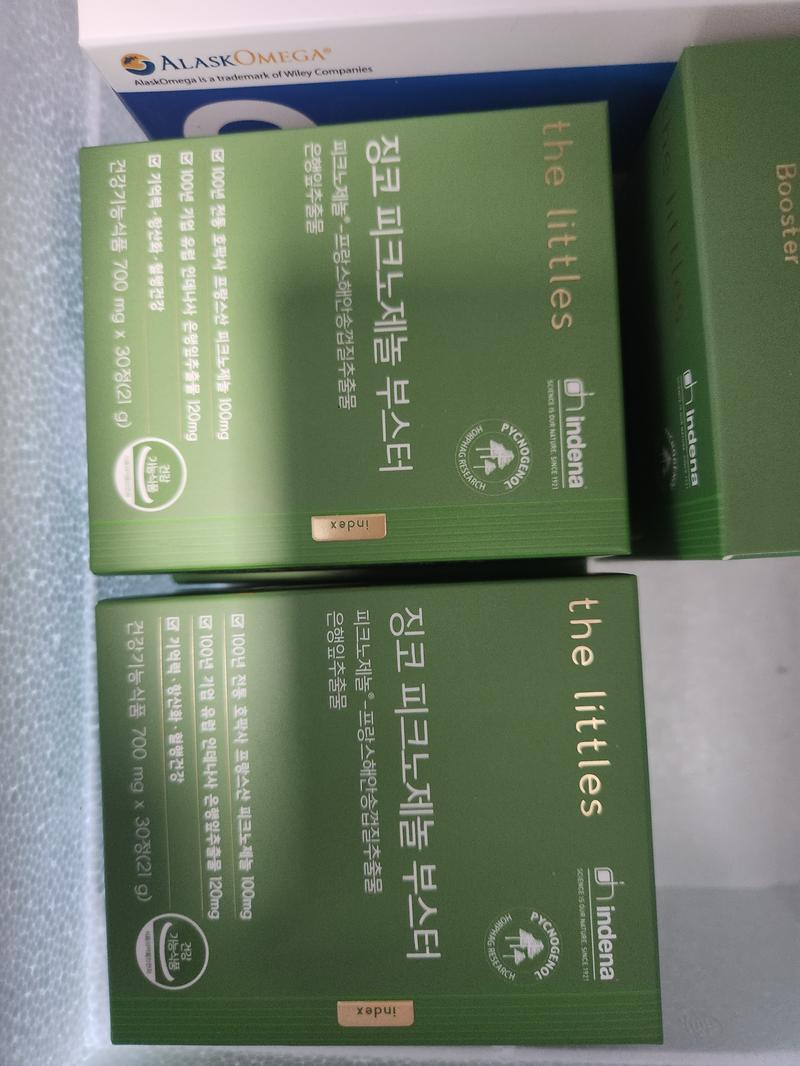 ALASKOMEGA®
AlaskOmega is a trademark of Wiley Companies
the littles
indena
SCIENCE IS OUR NATURE. SINCE 1921
PYCNOGENOL
HORPHAG RESEARCH
징코 피크노제놀 부스터
피크노제놀®-프랑스해안송껍질추출물
은행잎추출물
100년 전통 호팍사 프랑스산 피크노제놀 100mg
100년 기업 유럽 인데나사 은행잎추출물 120mg
기억력·항산화·혈행건강
건강기능식품 700 mg x 30정(21 g)
건강
기능식품
index
the littles
indena
SCIENCE IS OUR NATURE. SINCE 1921
PYCNOGENOL
HORPHAG RESEARCH
징코 피크노제놀 부스터
피크노제놀®-프랑스해안송껍질추출물
은행잎추출물
100년 전통 호팍사 프랑스산 피크노제놀 100mg
100년 기업 유럽 인데나사 은행잎추출물 120mg
기억력·항산화·혈행건강
건강기능식품 700 mg x 30정(21 g)
건강
기능식품
index
Booster
the littles
indena